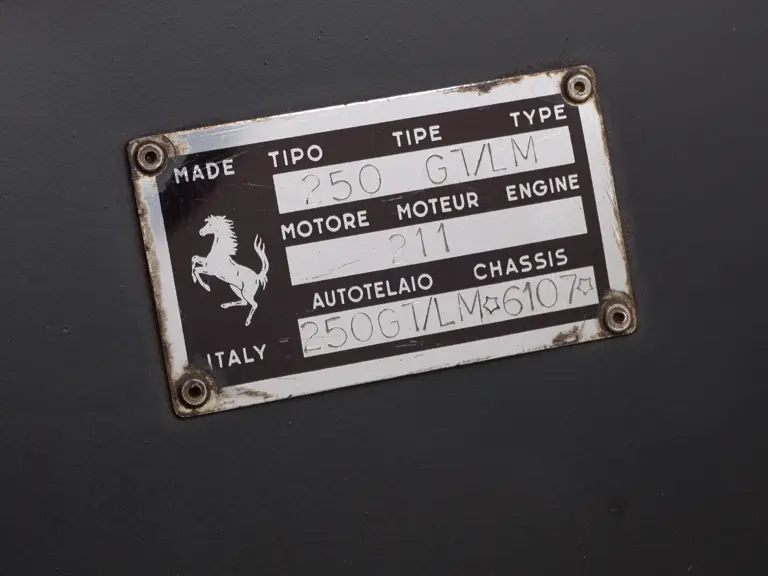 MADE TIPO TIPE TYPE
250 GT/LM
MOTORE MOTEUR ENGINE
211
AUTOTELAIO CHASSIS
250GT/LM☆6107☆
ITALY